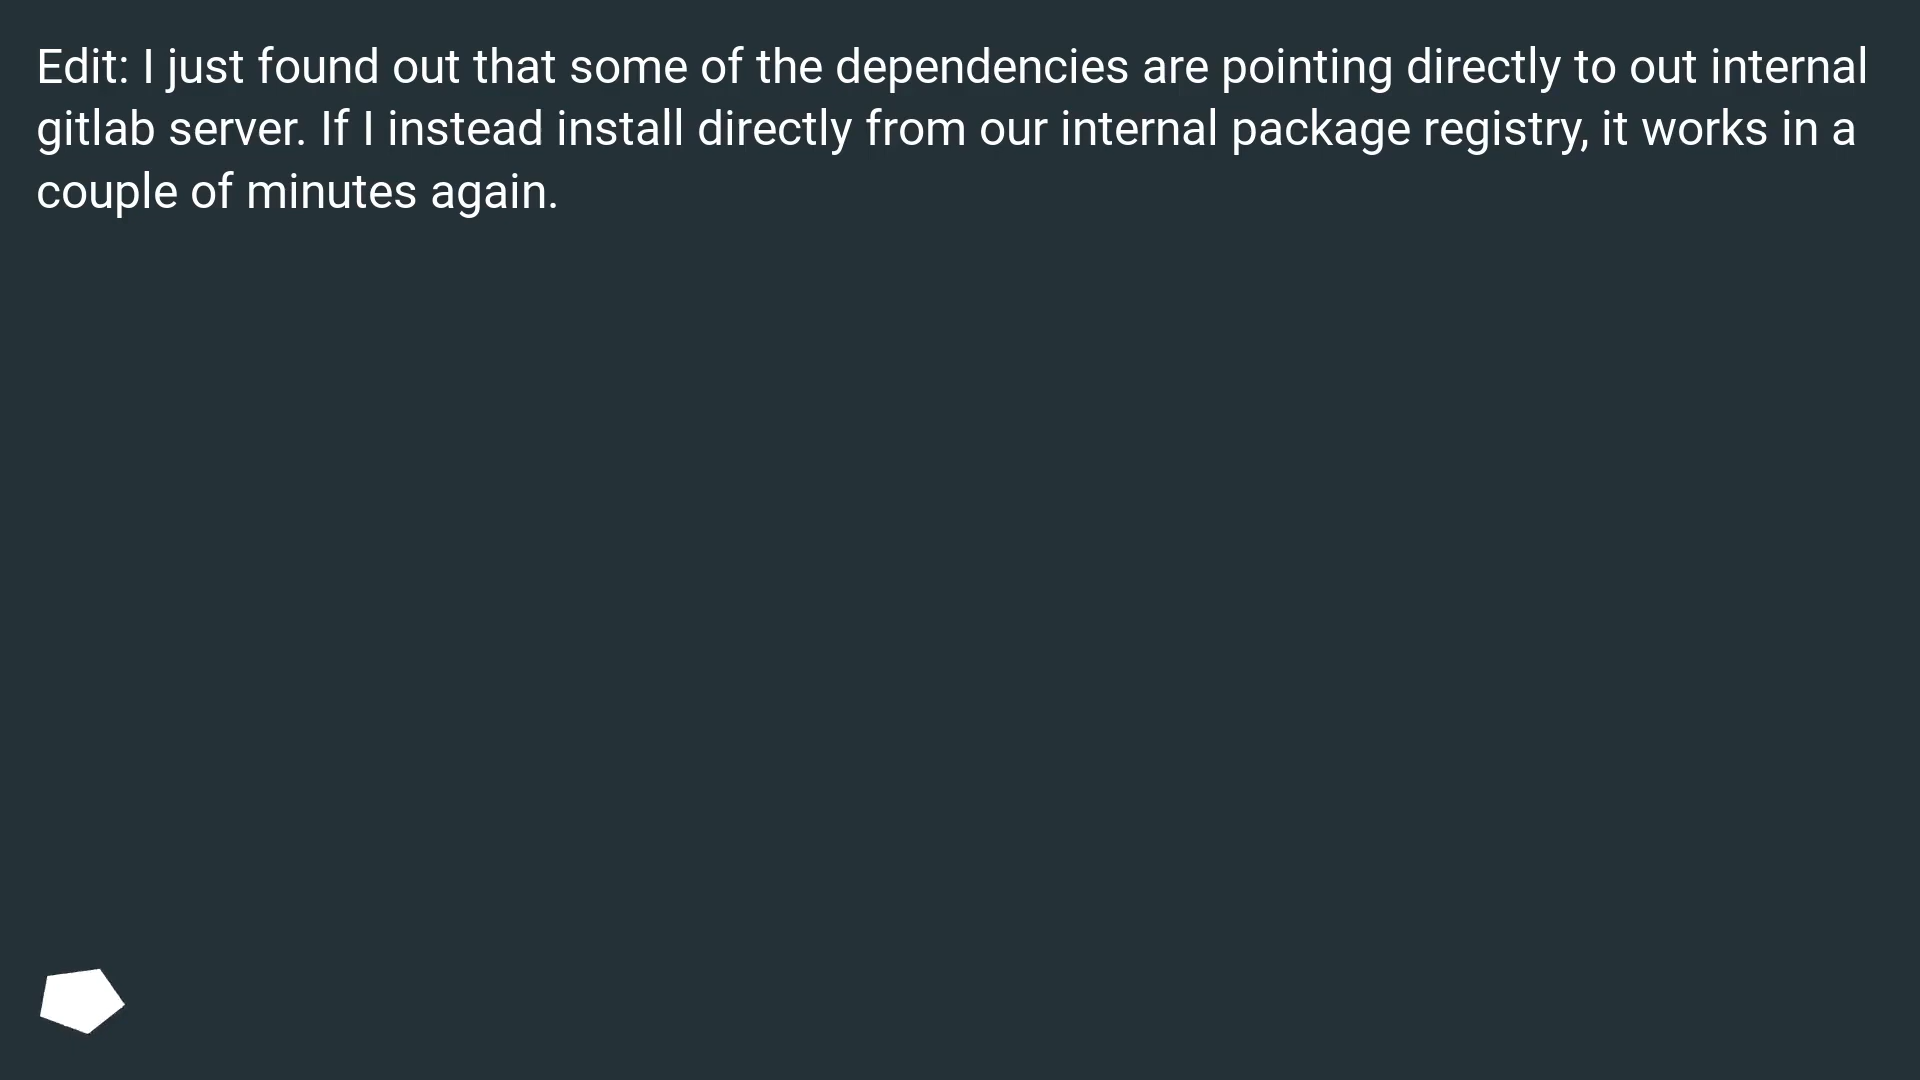 Edit: I just found out that some of the dependencies are pointing directly to out internal
gitlab server. If I instead install directly from our internal package registry, it works in a
couple of minutes again.